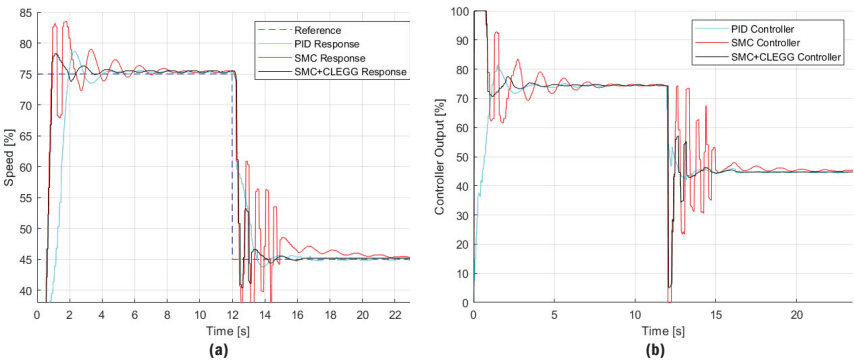 85
80
75
70
65
60
55
50
45
40
Speed [%]
0 2 4 6 8 10 12 14 16 18 20 22
Time [s]
Reference
PID Response
SMC Response
SMC+CLEGG Response
(a)
100
90
80
70
60
50
40
30
20
10
0
Controller Output [%]
0 5 10 15 20
Time [s]
PID Controller
SMC Controller
SMC+CLEGG Controller
(b)